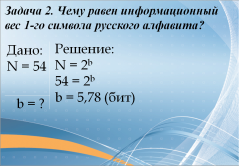 Задача 2. Чему равен информационный
вес 1-го символа русского алфавита?
Дано:
N = 54
b = ?
Решение:
N = 2ᵇ
54 = 2ᵇ
b = 5,78 (бит)